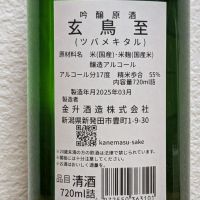 吟醸原酒
玄鳥至
(ツバメキタル)
原材料名 米(国産)・米麹(国産米)
醸造アルコール
アルコール分17度 精米歩合 55%
内容量720ml詰
製造年月2025年03月
金升酒造株式会社
新潟県新発田市豊町1-9-30
kanemasu-sake
品目 清酒
720ml詰